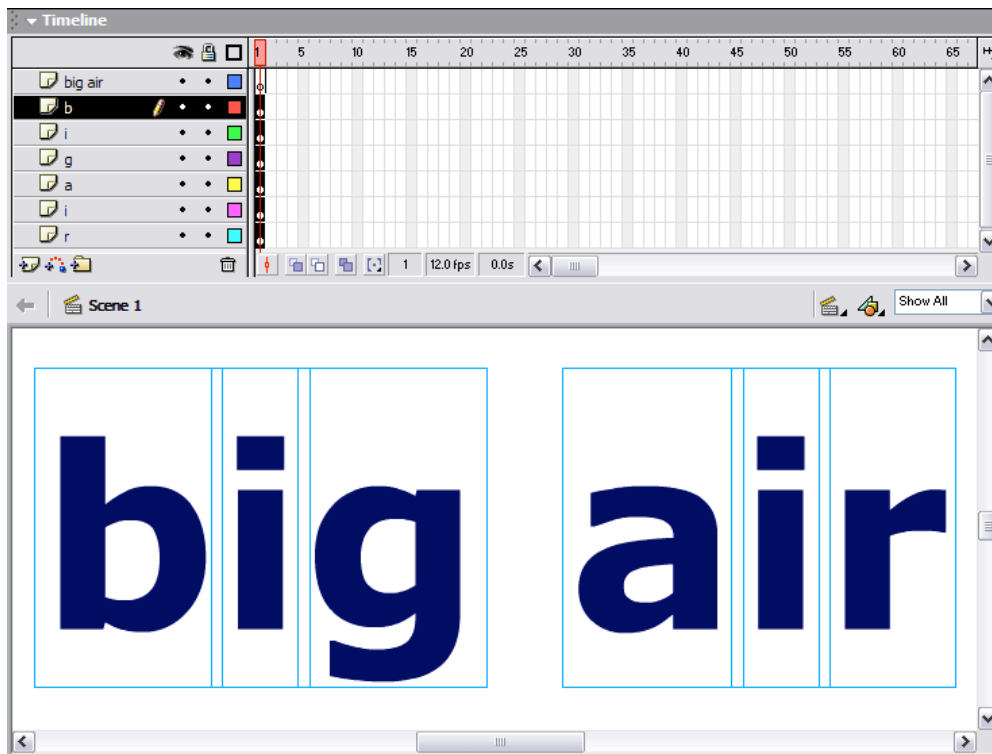 Timeline
1 5 10 15 20 25 30 35 40 45 50 55 60 65 H
big air
b
i
g
a
i
r
1 12.0 fps 0.0s
Scene 1
Show All
big air